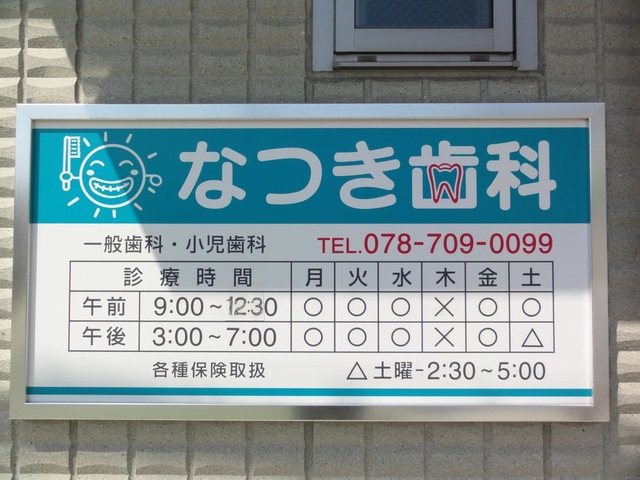 なつき歯科
一般歯科・小児歯科 TEL.078-709-0099
診療時間 月 火 水 木 金 土
午前 9:00~12:30 ○ ○ ○ × ○ ○
午後 3:00~7:00 ○ ○ ○ × ○ △
各種保険取扱 △土曜-2:30~5:00